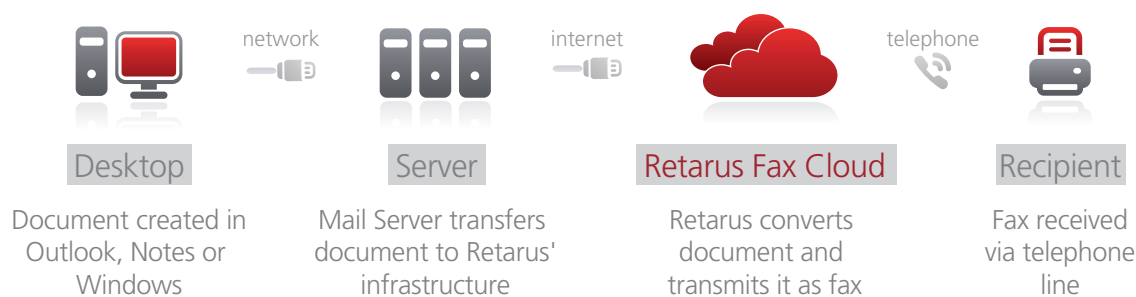 network
internet
telephone
Desktop
Server
Retarus Fax Cloud
Recipient
Document created in
Outlook, Notes or
Windows
Mail Server transfers
document to Retarus'
infrastructure
Retarus converts
document and
transmits it as fax
Fax received
via telephone
line